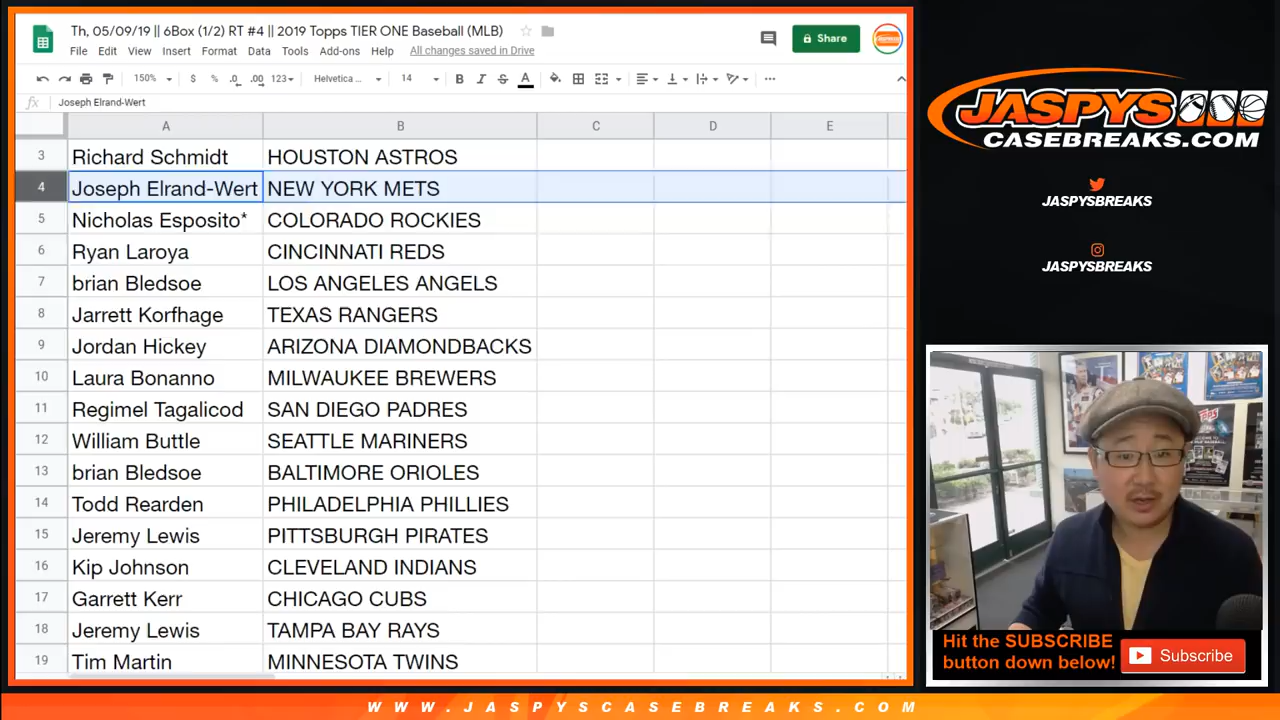 Th, 05/09/19 || 6Box (1/2) RT #4 || 2019 Topps TIER ONE Baseball (MLB)
File Edit View Insert Format Data Tools Add-ons Help All changes saved in Drive
Share
150% $ % .0 .00 123 Helvetica ... 14 B I S A
fx Joseph Elrand-Wert
A B C D E
3 Richard Schmidt HOUSTON ASTROS
4 Joseph Elrand-Wert NEW YORK METS
5 Nicholas Esposito* COLORADO ROCKIES
6 Ryan Laroya CINCINNATI REDS
7 brian Bledsoe LOS ANGELES ANGELS
8 Jarrett Korfhage TEXAS RANGERS
9 Jordan Hickey ARIZONA DIAMONDBACKS
10 Laura Bonanno MILWAUKEE BREWERS
11 Regimel Tagalicod SAN DIEGO PADRES
12 William Buttle SEATTLE MARINERS
13 brian Bledsoe BALTIMORE ORIOLES
14 Todd Rearden PHILADELPHIA PHILLIES
15 Jeremy Lewis PITTSBURGH PIRATES
16 Kip Johnson CLEVELAND INDIANS
17 Garrett Kerr CHICAGO CUBS
18 Jeremy Lewis TAMPA BAY RAYS
19 Tim Martin MINNESOTA TWINS
JASPYS
CASEBREAKS.COM
JASPYSBREAKS
JASPYSBREAKS
TOPPS
Hit the SUBSCRIBE
button down below!
Subscribe
WWW.JASPYSCASEBREAKS.COM